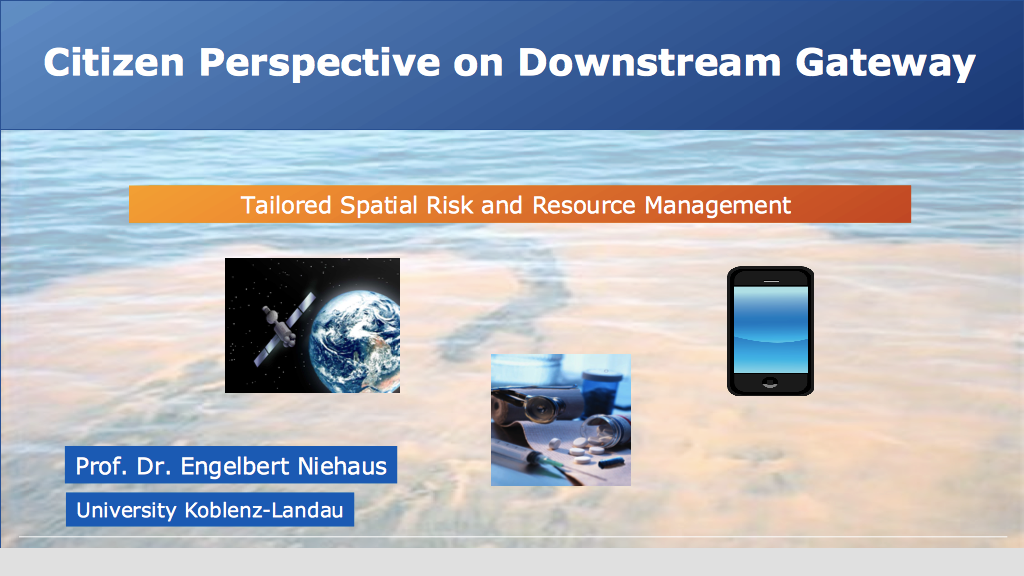 Citizen Perspective on Downstream Gateway
Tailored Spatial Risk and Resource Management
Prof. Dr. Engelbert Niehaus
University Koblenz-Landau